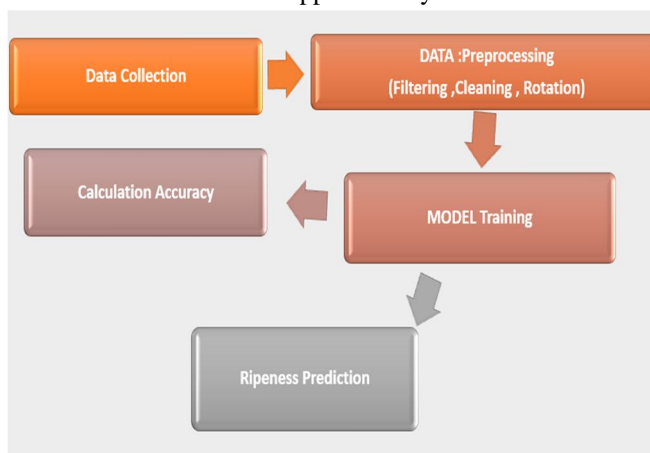 Data Collection
DATA :Preprocessing
(Filtering ,Cleaning , Rotation)
Calculation Accuracy
MODEL Training
Ripeness Prediction